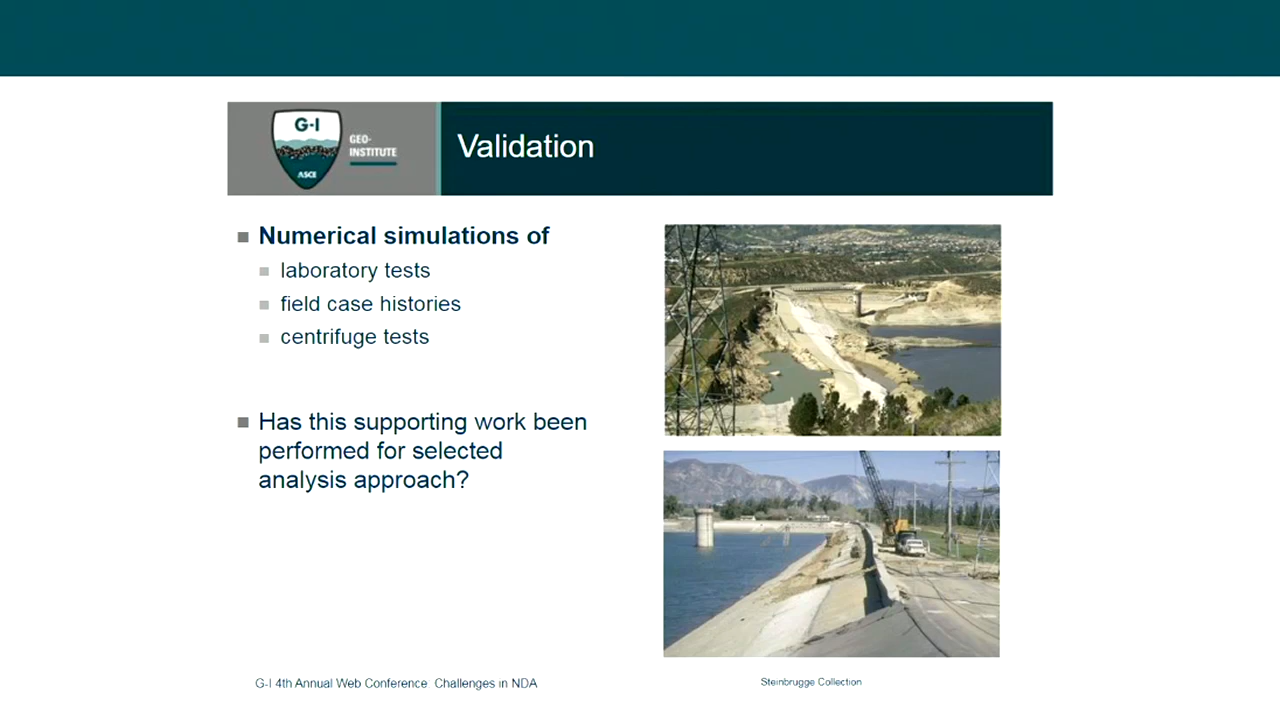 G-I
GEO-
INSTITUTE
ASCE
Validation
Numerical simulations of
laboratory tests
field case histories
centrifuge tests
Has this supporting work been
performed for selected
analysis approach?
G-I 4th Annual Web Conference: Challenges in NDA
Steinbrugge Collection